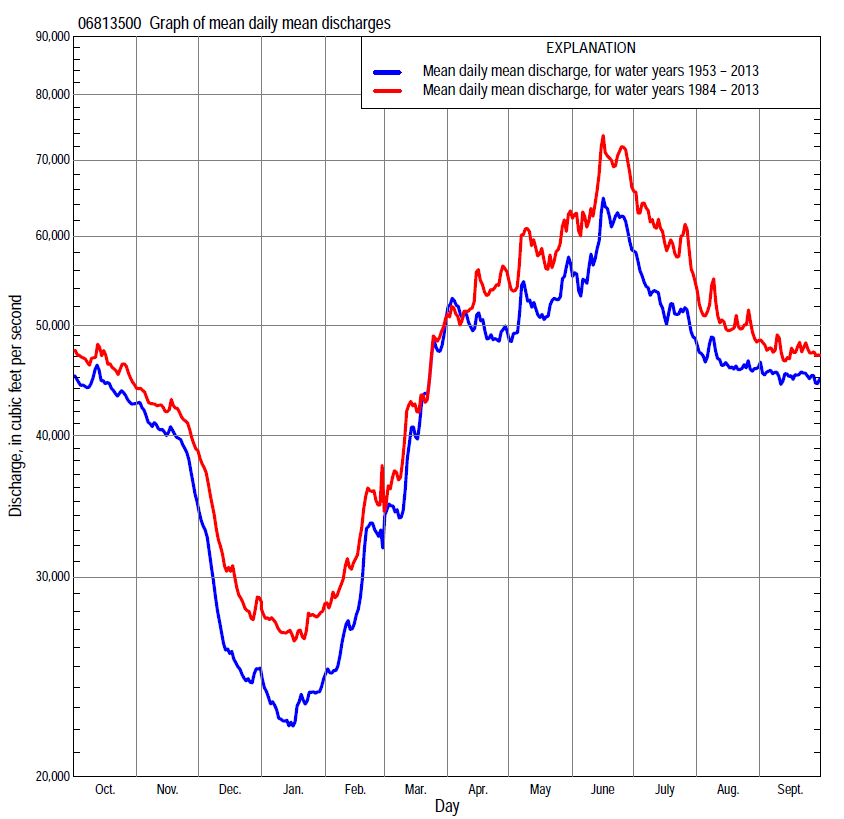 06813500 Graph of mean daily mean discharges
EXPLANATION
Mean daily mean discharge, for water years 1953 – 2013
Mean daily mean discharge, for water years 1984 – 2013
90,000
80,000
70,000
60,000
50,000
40,000
30,000
20,000
Discharge, in cubic feet per second
Oct. Nov. Dec. Jan. Feb. Mar. Apr. May June July Aug. Sept.
Day